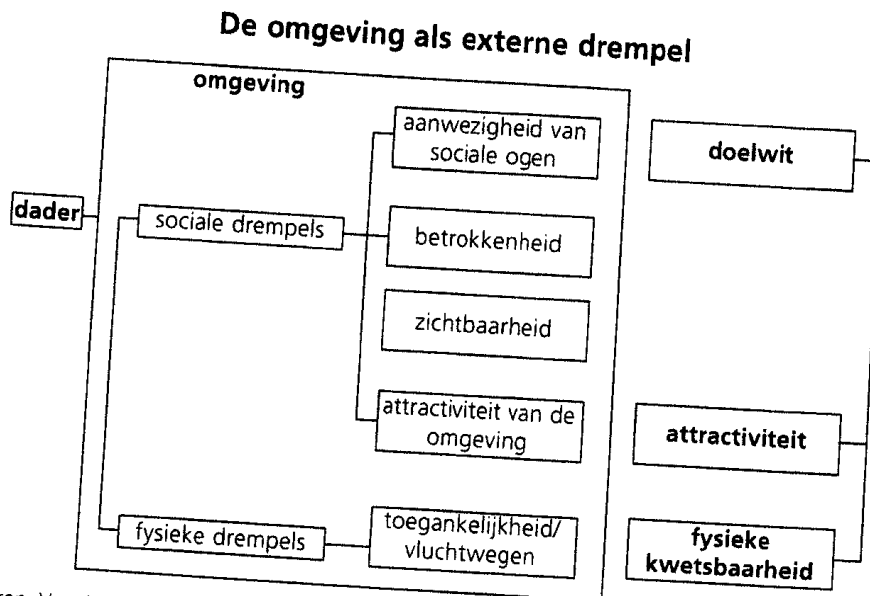 De omgeving als externe drempel
omgeving
dader
sociale drempels
aanwezigheid van
sociale ogen
betrokkenheid
zichtbaarheid
attractiviteit van de
omgeving
fysieke drempels
toegankelijkheid/
vluchtwegen
doelwit
attractiviteit
fysieke
kwetsbaarheid